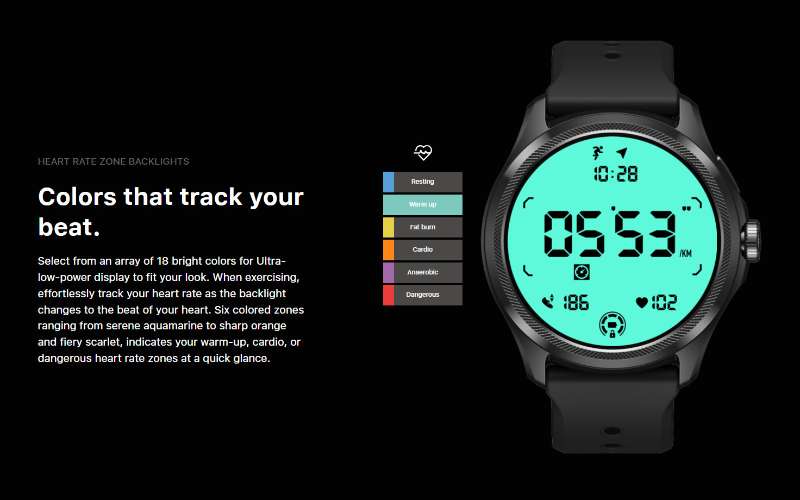 HEART RATE ZONE BACKLIGHTS
Colors that track your
beat.
Select from an array of 18 bright colors for Ultra-
low-power display to fit your look. When exercising,
effortlessly track your heart rate as the backlight
changes to the beat of your heart. Six colored zones
ranging from serene aquamarine to sharp orange
and fiery scarlet, indicates your warm-up, cardio, or
dangerous heart rate zones at a quick glance.
Resting
Warm up
Fat burn
Cardio
Anaerobic
Dangerous
10:28
05'53"
/KM
186
102